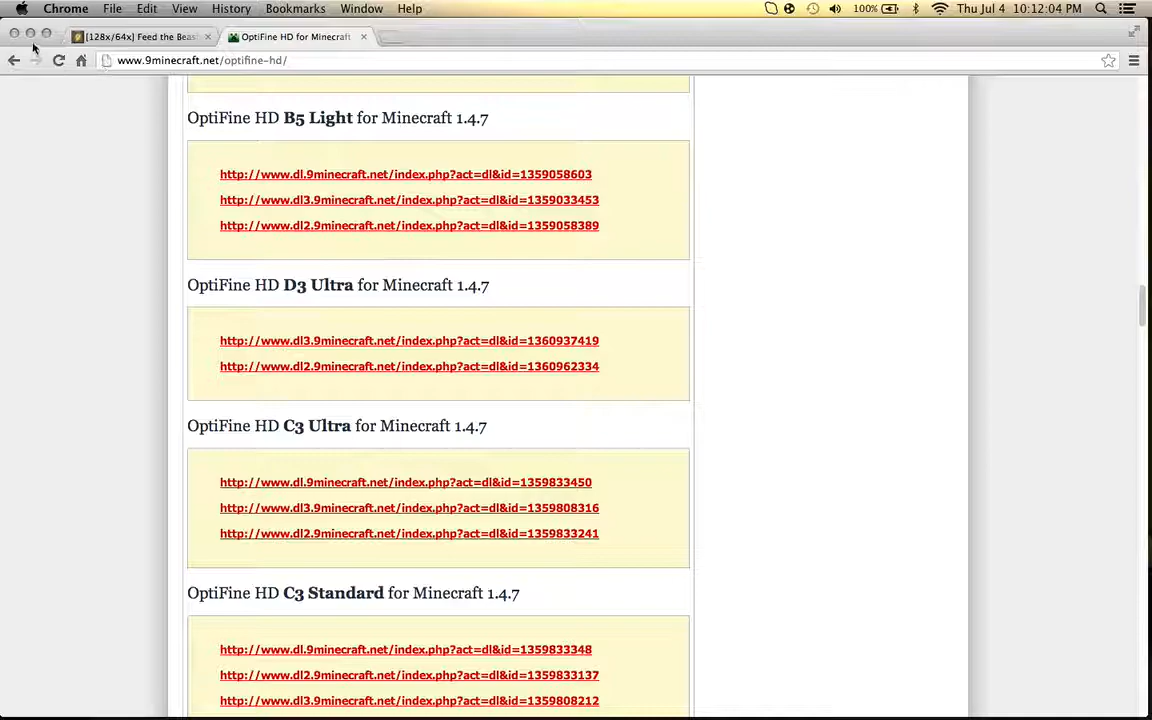 Chrome File Edit View History Bookmarks Window Help 100% Thu Jul 4 10:12:04 PM
[128x/64x] Feed the Beas × OptiFine HD for Minecraft ×
www.9minecraft.net/optifine-hd/
OptiFine HD B5 Light for Minecraft 1.4.7
http://www.dl.9minecraft.net/index.php?act=dl&id=1359058603
http://www.dl3.9minecraft.net/index.php?act=dl&id=1359033453
http://www.dl2.9minecraft.net/index.php?act=dl&id=1359058389
OptiFine HD D3 Ultra for Minecraft 1.4.7
http://www.dl3.9minecraft.net/index.php?act=dl&id=1360937419
http://www.dl2.9minecraft.net/index.php?act=dl&id=1360962334
OptiFine HD C3 Ultra for Minecraft 1.4.7
http://www.dl.9minecraft.net/index.php?act=dl&id=1359833450
http://www.dl3.9minecraft.net/index.php?act=dl&id=1359808316
http://www.dl2.9minecraft.net/index.php?act=dl&id=1359833241
OptiFine HD C3 Standard for Minecraft 1.4.7
http://www.dl.9minecraft.net/index.php?act=dl&id=1359833348
http://www.dl2.9minecraft.net/index.php?act=dl&id=1359833137
http://www.dl3.9minecraft.net/index.php?act=dl&id=1359808212